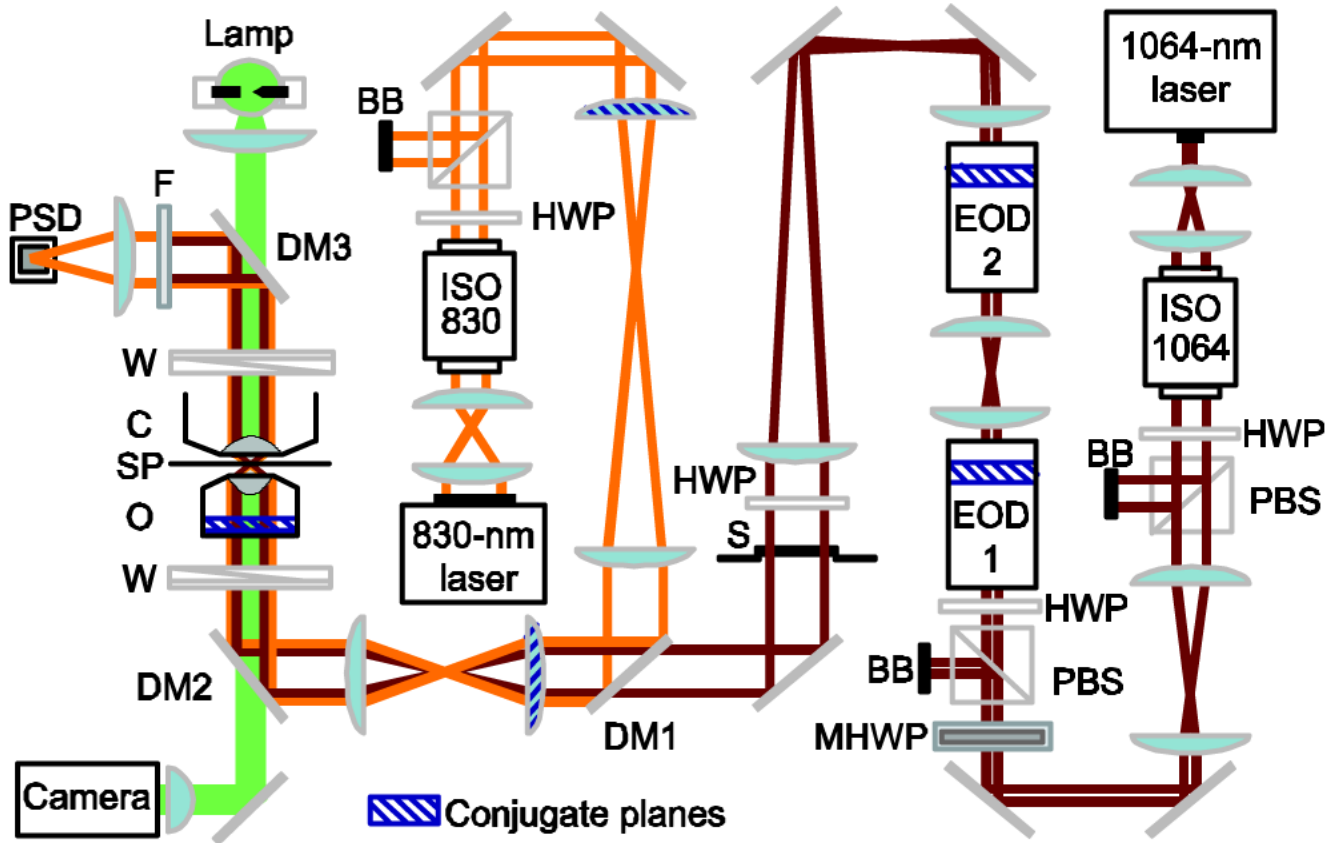 Lamp
1064-nm
laser
BB
F
PSD
HWP
DM3
EOD
2
ISO
830
ISO
1064
W
C
SP
HWP
BB
HWP
PBS
O
EOD
1
S
830-nm
laser
W
HWP
BB
PBS
DM2
DM1
MHWP
Camera
Conjugate planes